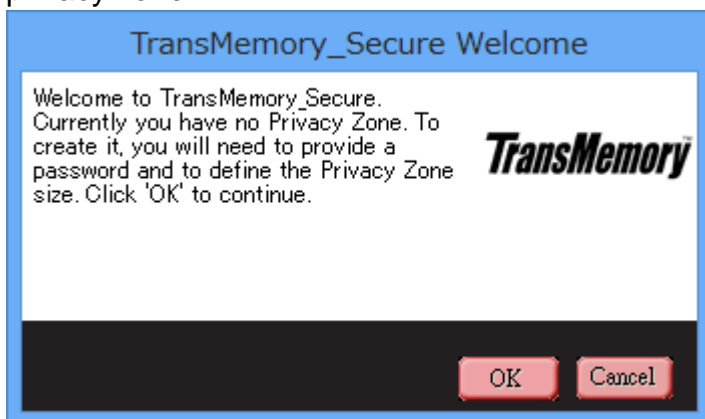 TransMemory_Secure Welcome
Welcome to TransMemory_Secure.
Currently you have no Privacy Zone. To
create it, you will need to provide a
password and to define the Privacy Zone
size. Click 'OK' to continue.
TransMemory
OK
Cancel